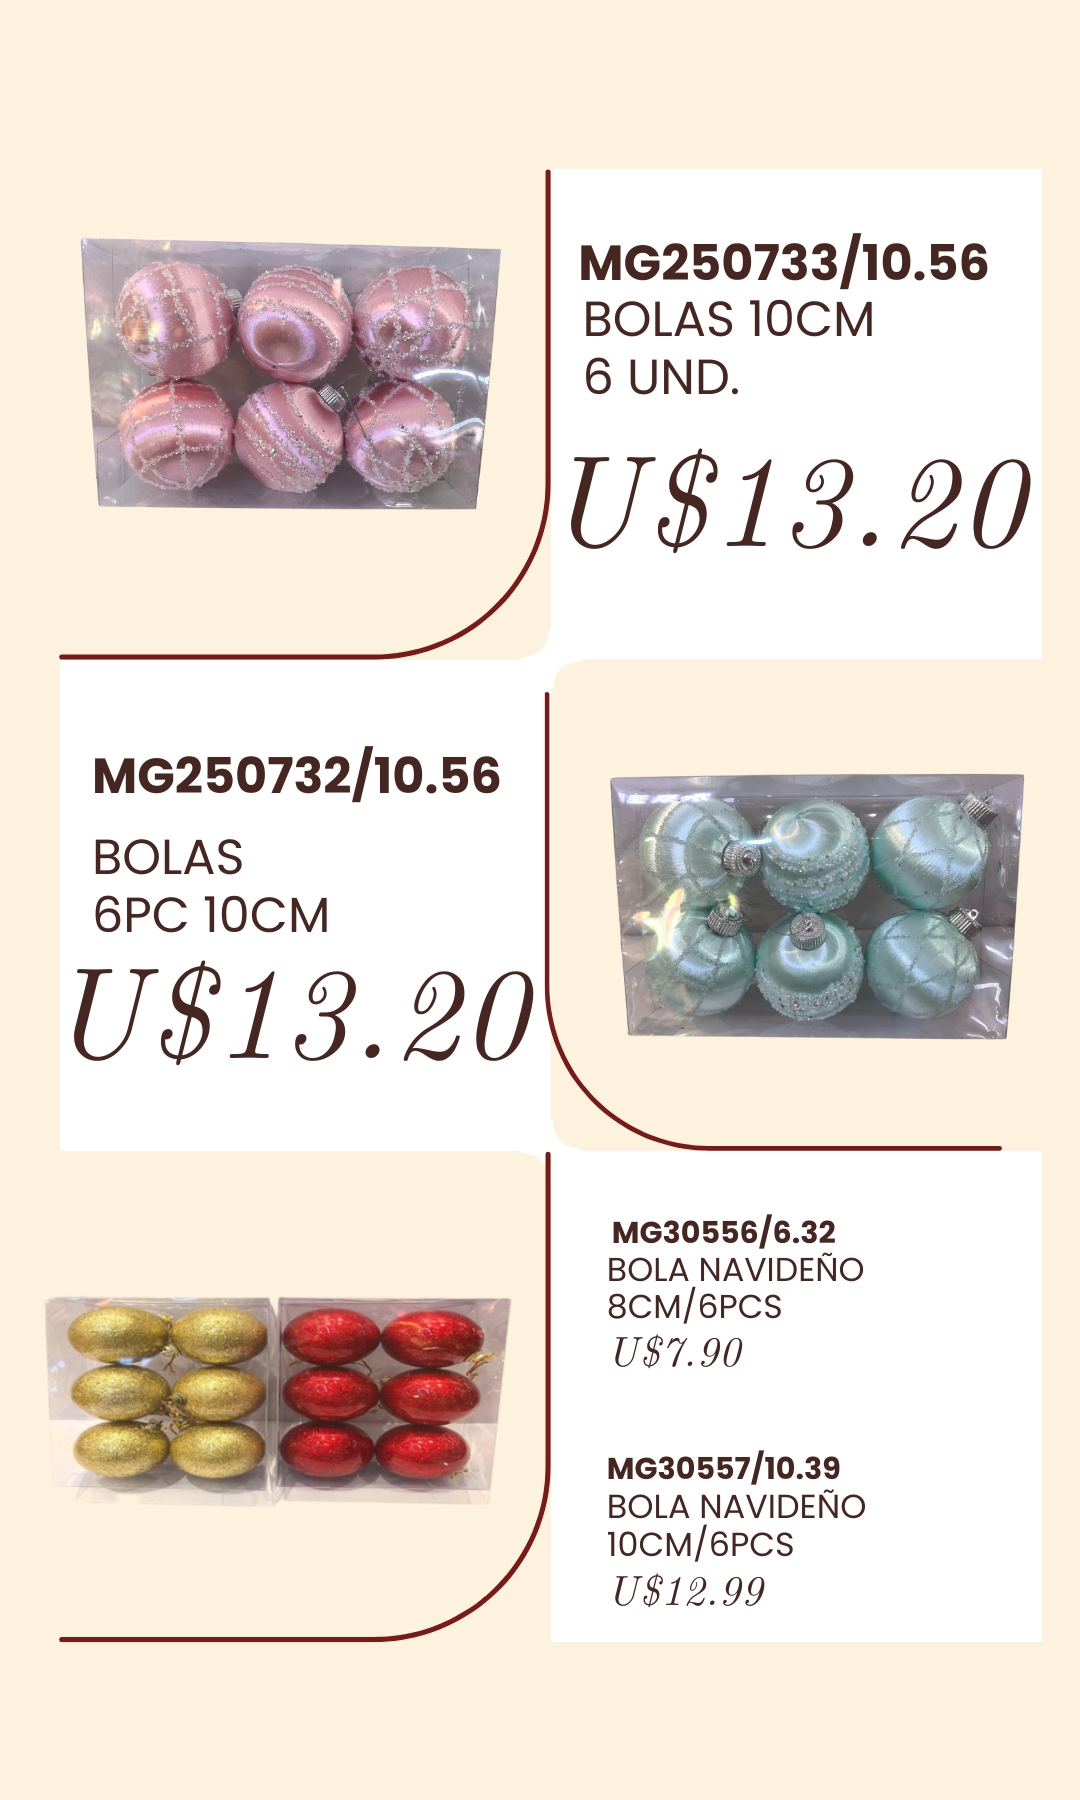 MG250733/10.56
BOLAS 10CM
6 UND.
U$13.20
MG250732/10.56
BOLAS
6PC 10CM
U$13.20
MG30556/6.32
BOLA NAVIDEÑO
8CM/6PCS
U$7.90
MG30557/10.39
BOLA NAVIDEÑO
10CM/6PCS
U$12.99